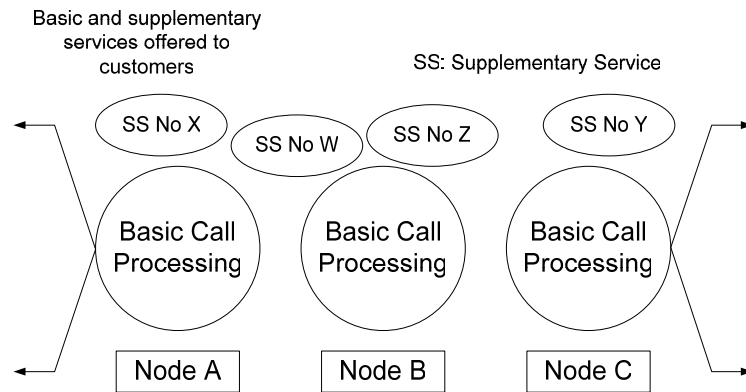 Basic and supplementary
services offered to
customers
SS: Supplementary Service
SS No X
SS No W
SS No Z
SS No Y
Basic Call
Processing
Basic Call
Processing
Basic Call
Processing
Node A
Node B
Node C